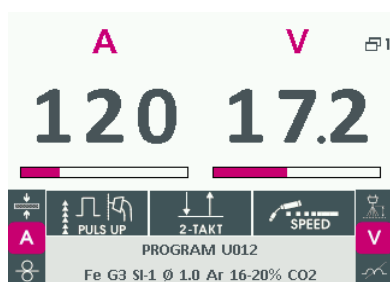 A V
1
120 17.2
PULS UP 2-TAKT SPEED
A V
PROGRAM U012
Fe G3 Si-1 Ø 1.0 Ar 16-20% CO2